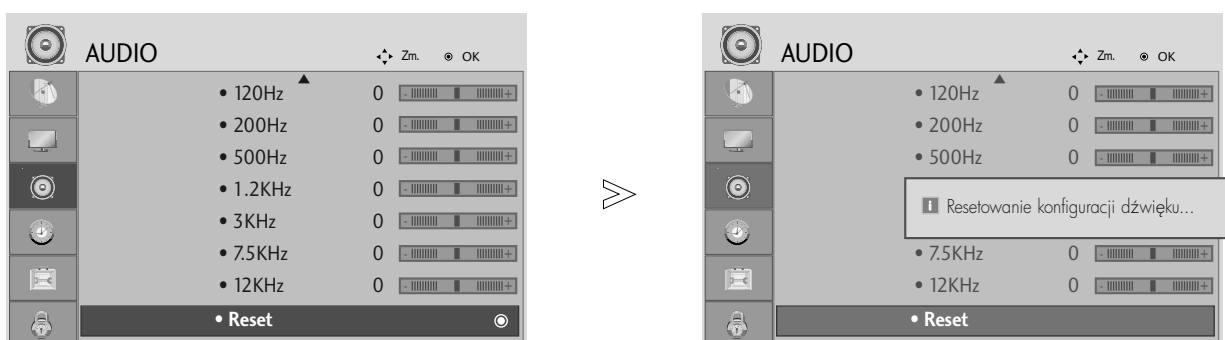 AUDIO Zm. OK
• 120Hz 0 - +
• 200Hz 0 - +
• 500Hz 0 - +
• 1.2KHz 0 - +
• 3KHz 0 - +
• 7.5KHz 0 - +
• 12KHz 0 - +
• Reset
AUDIO Zm. OK
• 120Hz 0 - +
• 200Hz 0 - +
• 500Hz 0 - +
i Resetowanie konfiguracji dźwięku...
• 7.5KHz 0 - +
• 12KHz 0 - +
• Reset